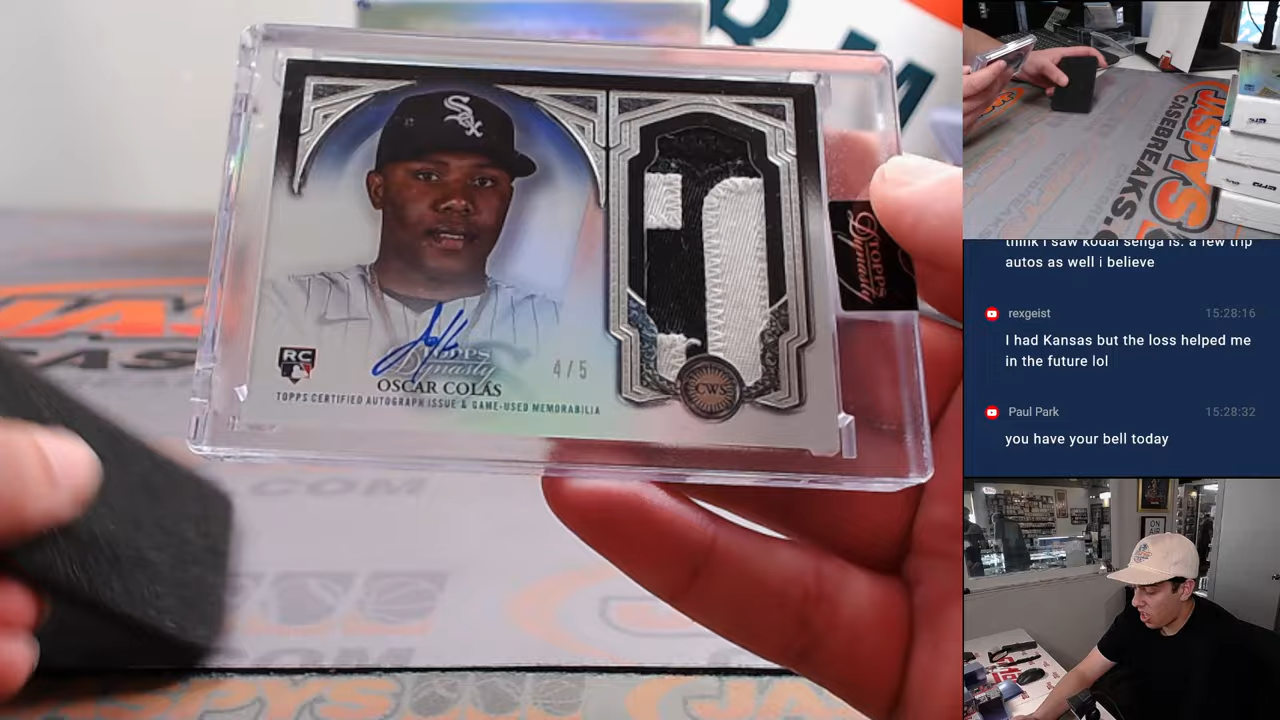 Sox
RC
TOPPS
Dynasty
OSCAR COLÁS
4/5
TOPPS CERTIFIED AUTOGRAPH ISSUE & GAME-USED MEMORABILIA
CWS
TOPPS
Dynasty
JASPYS
CASEBREAKS.
think I saw kodai senga is. a few trip
autos as well i believe
rexgeist 15:28:16
I had Kansas but the loss helped me
in the future lol
Paul Park 15:28:32
you have your bell today
ON
AIR
.COM
JASPYS